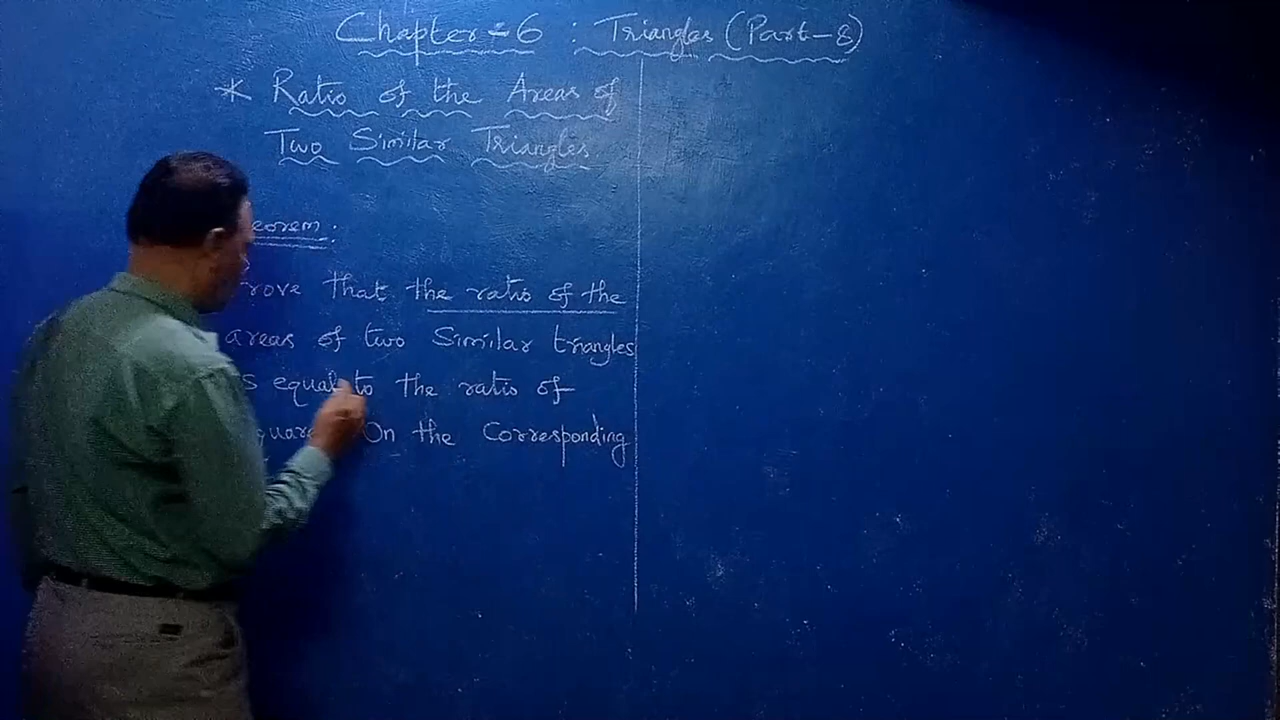 Chapter-6 : Triangles (Part-8)
* Ratio of the Areas of
Two Similar Triangles
eorem:
rove that the ratio of the
areas of two Similar triangles
s equal to the ratio of
quare On the Corresponding